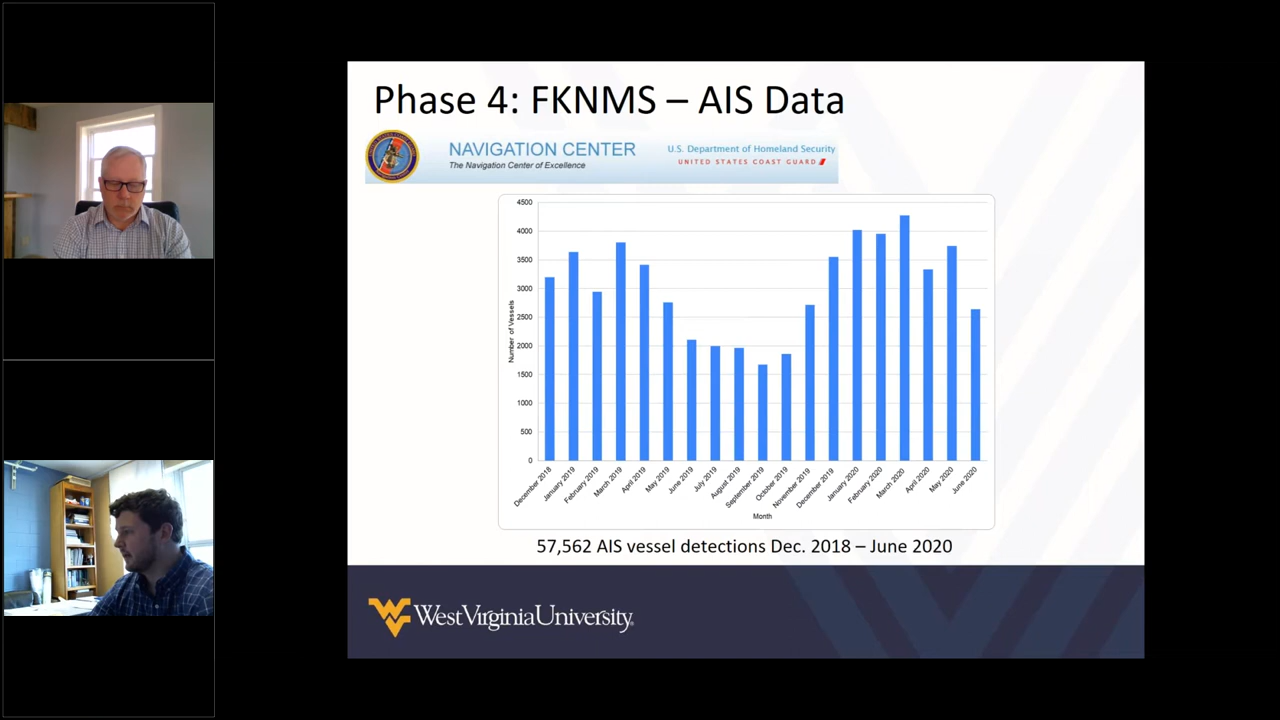 Phase 4: FKNMS – AIS Data
NAVIGATION CENTER
The Navigation Center of Excellence
U.S. Department of Homeland Security
UNITED STATES COAST GUARD
4500
4000
3500
3000
2500
2000
1500
1000
500
0
Number of Vessels
December 2018
January 2019
February 2019
March 2019
April 2019
May 2019
June 2019
July 2019
August 2019
September 2019
October 2019
November 2019
December 2019
January 2020
February 2020
March 2020
April 2020
May 2020
June 2020
Month
57,562 AIS vessel detections Dec. 2018 – June 2020
WestVirginiaUniversity®